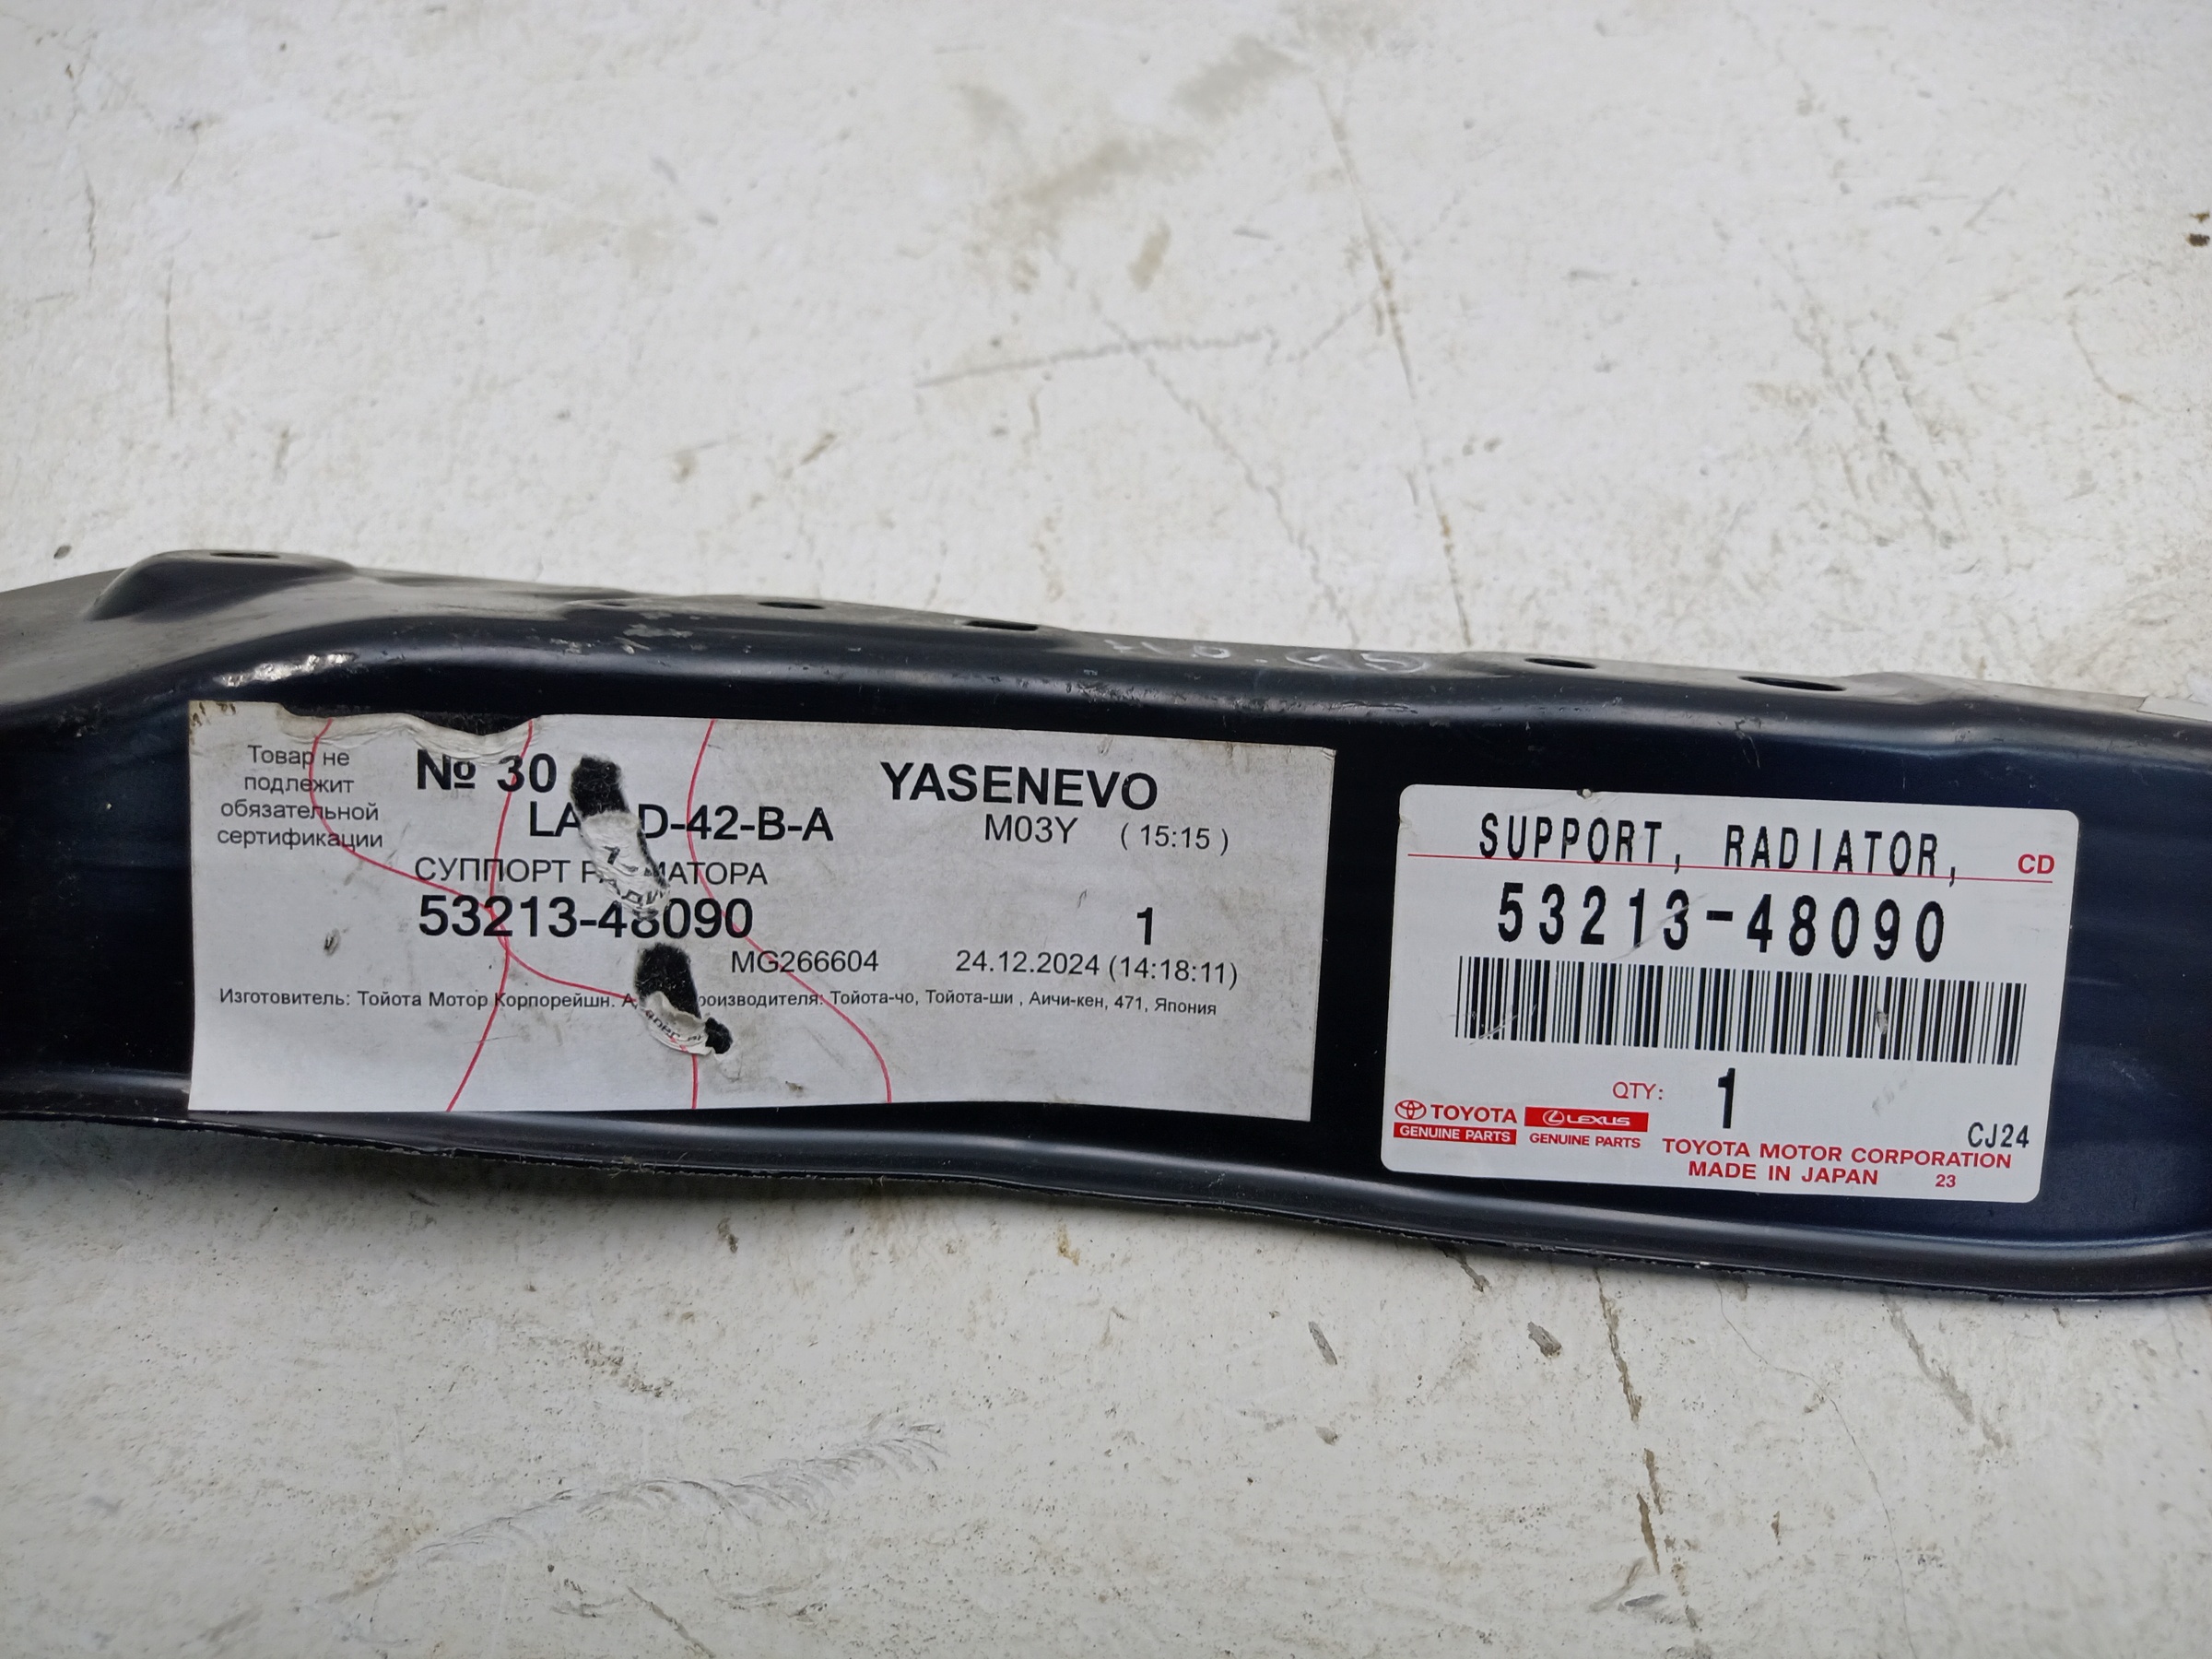 Товар не
подлежит
обязательной
сертификации
№ 30
D-42-B-A
СУППОРТ
53213-48090
YASENEVO
M03Y (15:15)
1
MG266604 24.12.2024 (14:18:11)
Изготовитель: Тойота Мотор Корпорейшн. Тойота-чо, Тойота-ши , Аичи-кен, 471, Япония
SUPPORT, RADIATOR, CD
53213-48090
QTY: 1
TOYOTA
GENUINE PARTS
LEXUS
GENUINE PARTS
CJ24
TOYOTA MOTOR CORPORATION
MADE IN JAPAN 23